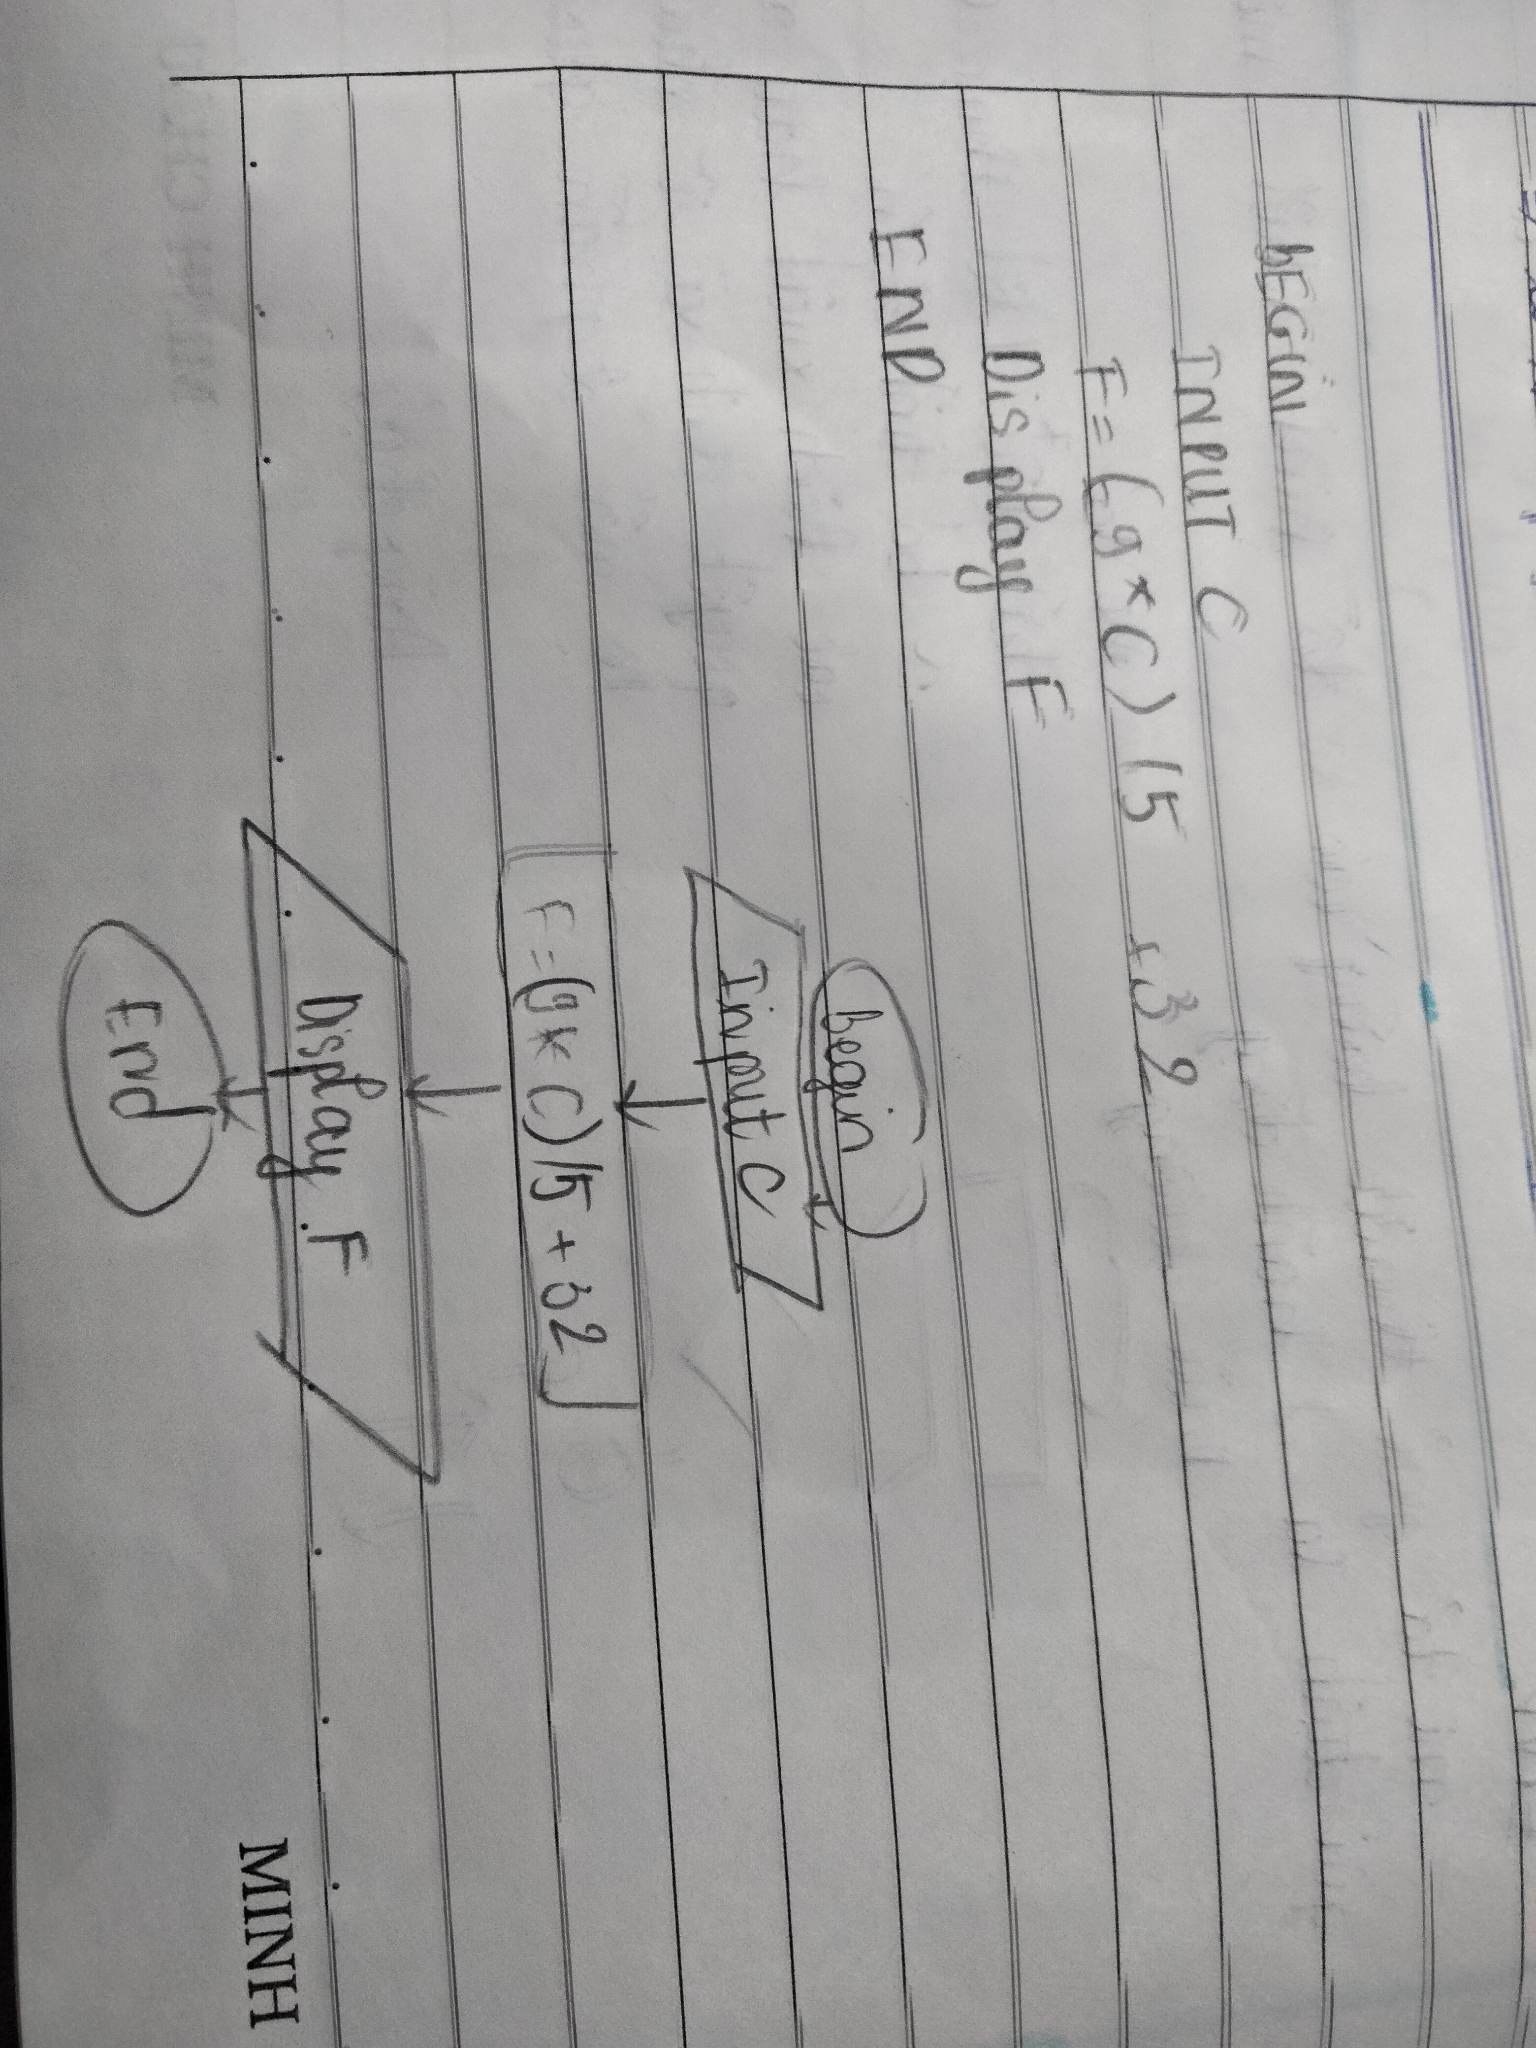 bEGIN
INPUT C
F = (9*C) /5 +32
Display F
END
begin
Input C
F = (9*C)/5 + 32
Display F
End
MINH